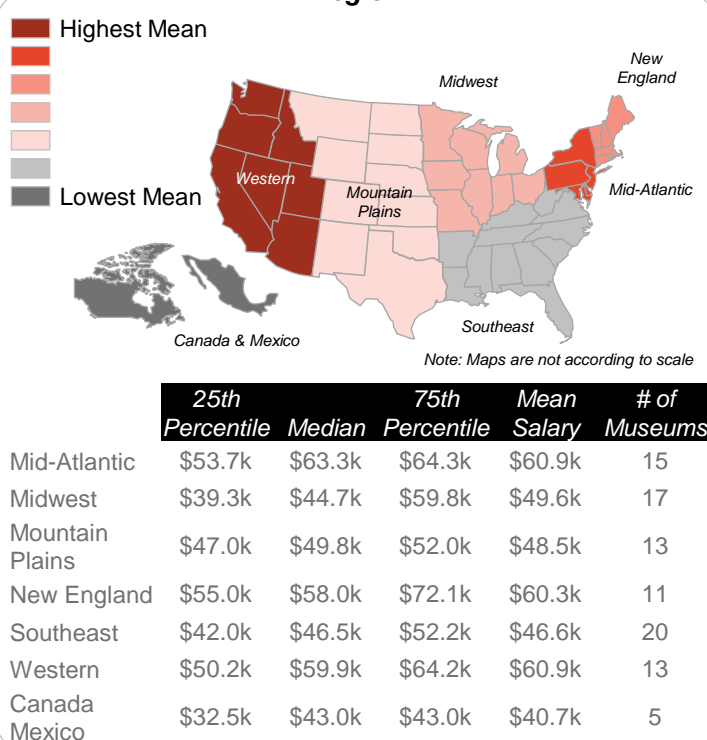 Highest Mean
Lowest Mean
New
England
Midwest
Western
Mountain
Plains
Mid-Atlantic
Canada & Mexico
Southeast
Note: Maps are not according to scale
25th Percentile Median 75th Percentile Mean Salary # of Museums
Mid-Atlantic $53.7k $63.3k $64.3k $60.9k 15
Midwest $39.3k $44.7k $59.8k $49.6k 17
Mountain Plains $47.0k $49.8k $52.0k $48.5k 13
New England $55.0k $58.0k $72.1k $60.3k 11
Southeast $42.0k $46.5k $52.2k $46.6k 20
Western $50.2k $59.9k $64.2k $60.9k 13
Canada Mexico $32.5k $43.0k $43.0k $40.7k 5